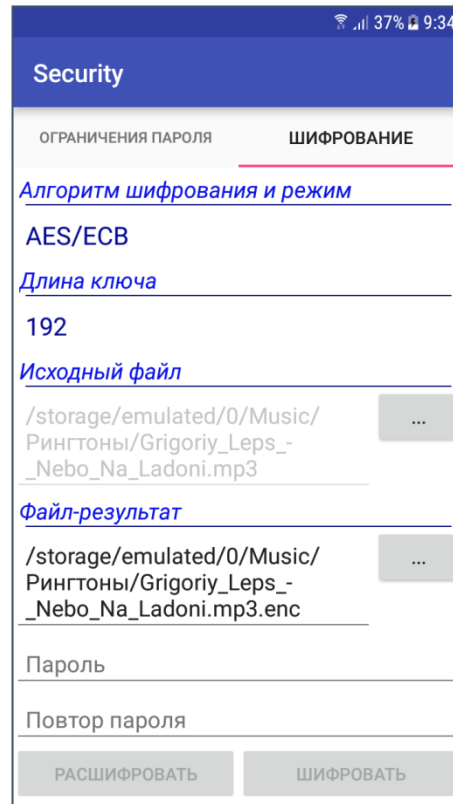 37% 9:34
Security
ОГРАНИЧЕНИЯ ПАРОЛЯ ШИФРОВАНИЕ
Алгоритм шифрования и режим
AES/ECB
Длина ключа
192
Исходный файл
/storage/emulated/0/Music/
Рингтоны/Grigoriy_Leps_-
_Nebo_Na_Ladoni.mp3
...
Файл-результат
/storage/emulated/0/Music/
Рингтоны/Grigoriy_Leps_-
_Nebo_Na_Ladoni.mp3.enc
...
Пароль
Повтор пароля
РАСШИФРОВАТЬ ШИФРОВАТЬ